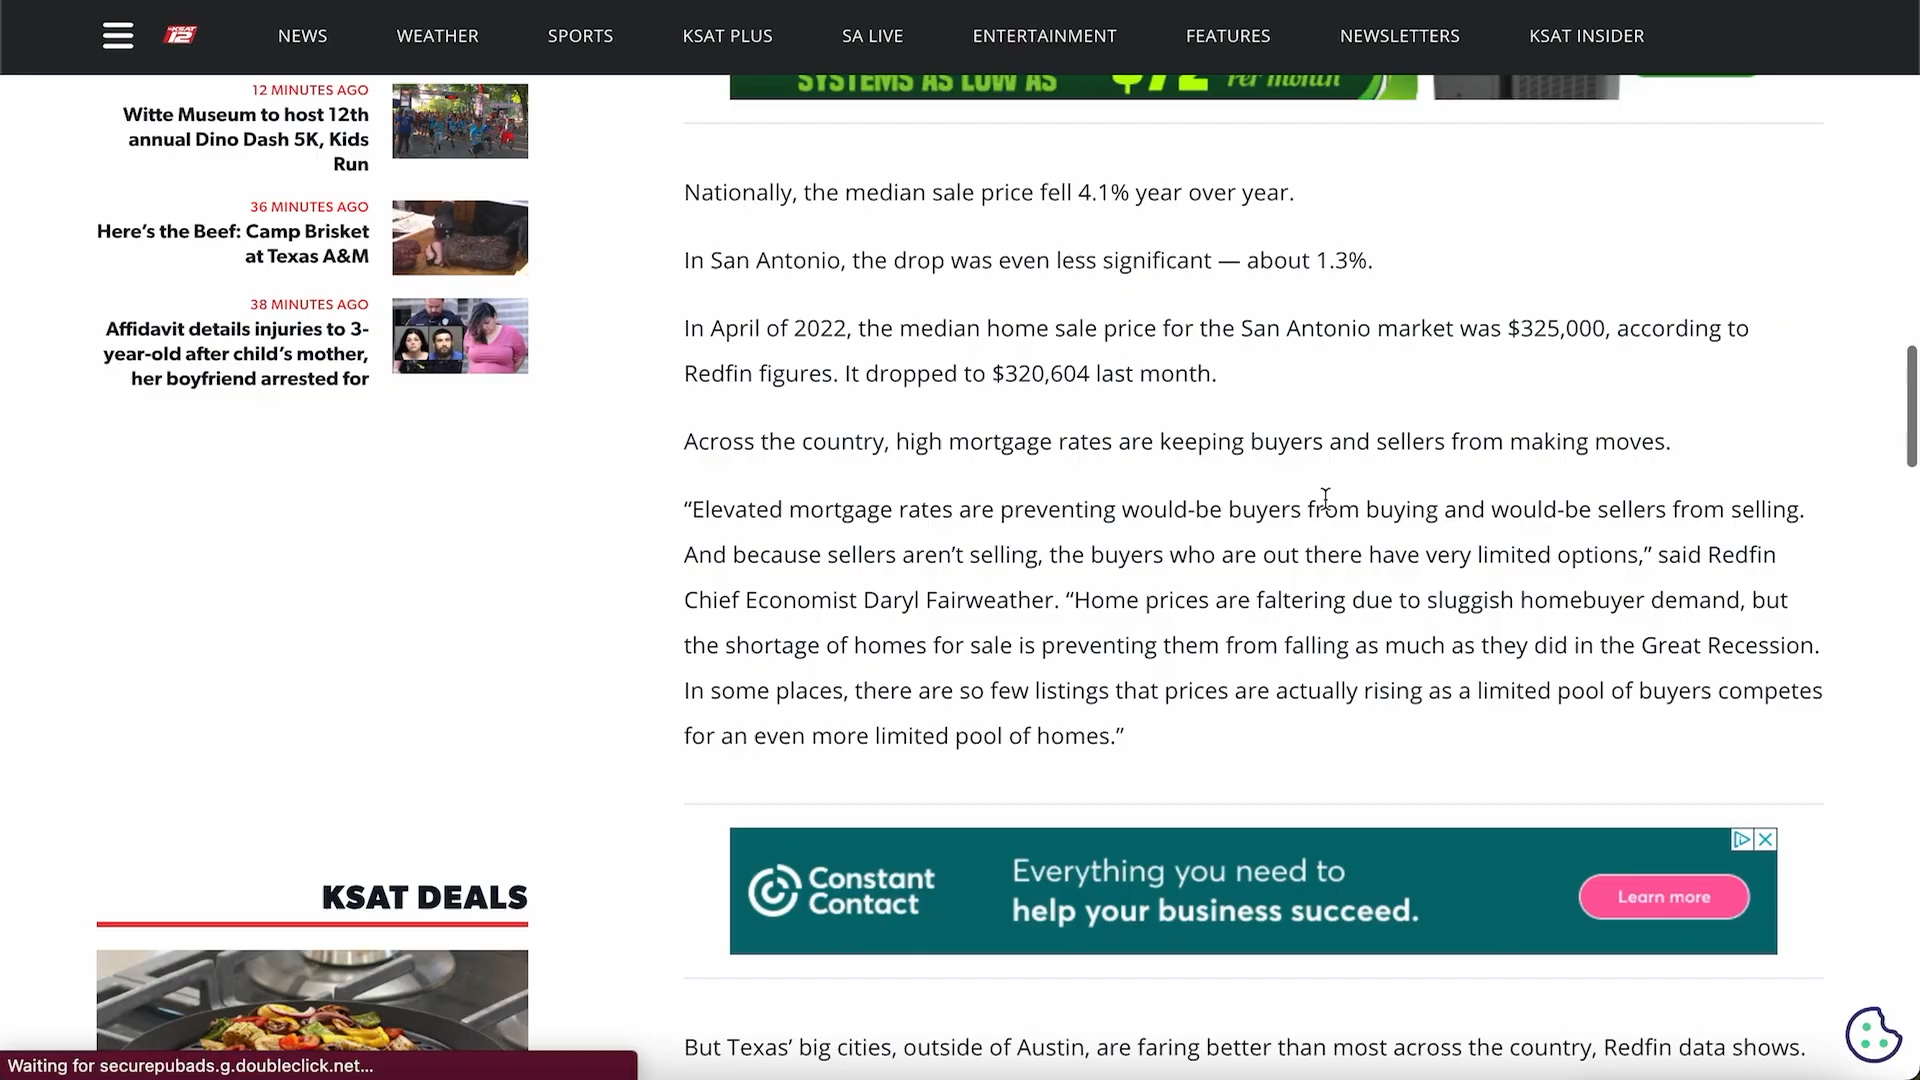 KSAT 12
NEWS
WEATHER
SPORTS
KSAT PLUS
SA LIVE
ENTERTAINMENT
FEATURES
NEWSLETTERS
KSAT INSIDER
12 MINUTES AGO
Witte Museum to host 12th
annual Dino Dash 5K, Kids
Run
36 MINUTES AGO
Here’s the Beef: Camp Brisket
at Texas A&M
38 MINUTES AGO
Affidavit details injuries to 3-
year-old after child’s mother,
her boyfriend arrested for
KSAT DEALS
SYSTEMS AS LOW AS $72 Per month
Nationally, the median sale price fell 4.1% year over year.
In San Antonio, the drop was even less significant — about 1.3%.
In April of 2022, the median home sale price for the San Antonio market was $325,000, according to
Redfin figures. It dropped to $320,604 last month.
Across the country, high mortgage rates are keeping buyers and sellers from making moves.
“Elevated mortgage rates are preventing would-be buyers from buying and would-be sellers from selling.
And because sellers aren’t selling, the buyers who are out there have very limited options,” said Redfin
Chief Economist Daryl Fairweather. “Home prices are faltering due to sluggish homebuyer demand, but
the shortage of homes for sale is preventing them from falling as much as they did in the Great Recession.
In some places, there are so few listings that prices are actually rising as a limited pool of buyers competes
for an even more limited pool of homes.”
Constant
Contact
Everything you need to
help your business succeed.
Learn more
But Texas’ big cities, outside of Austin, are faring better than most across the country, Redfin data shows.
Waiting for securepubads.g.doubleclick.net...